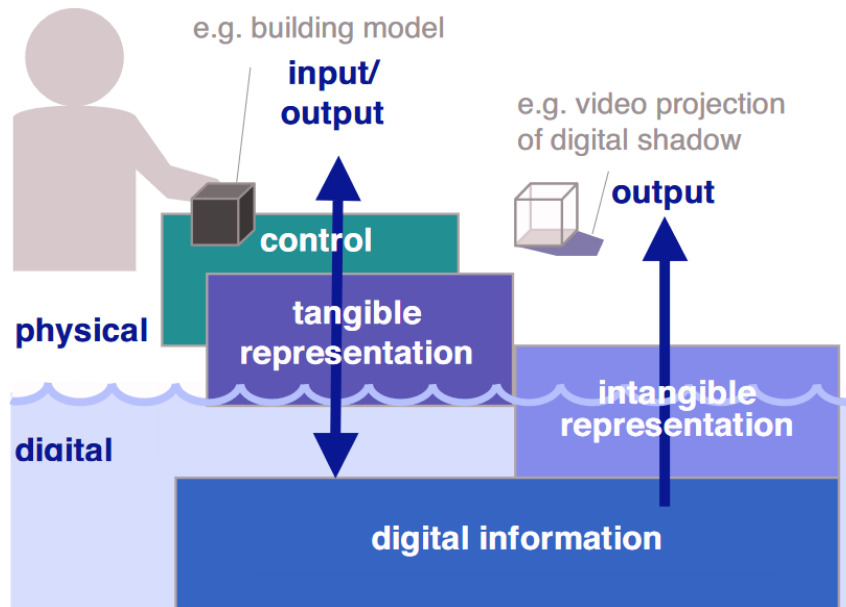 e.g. building model
input/
output
e.g. video projection
of digital shadow
output
control
tangible
representation
physical
intangible
representation
digital
digital information